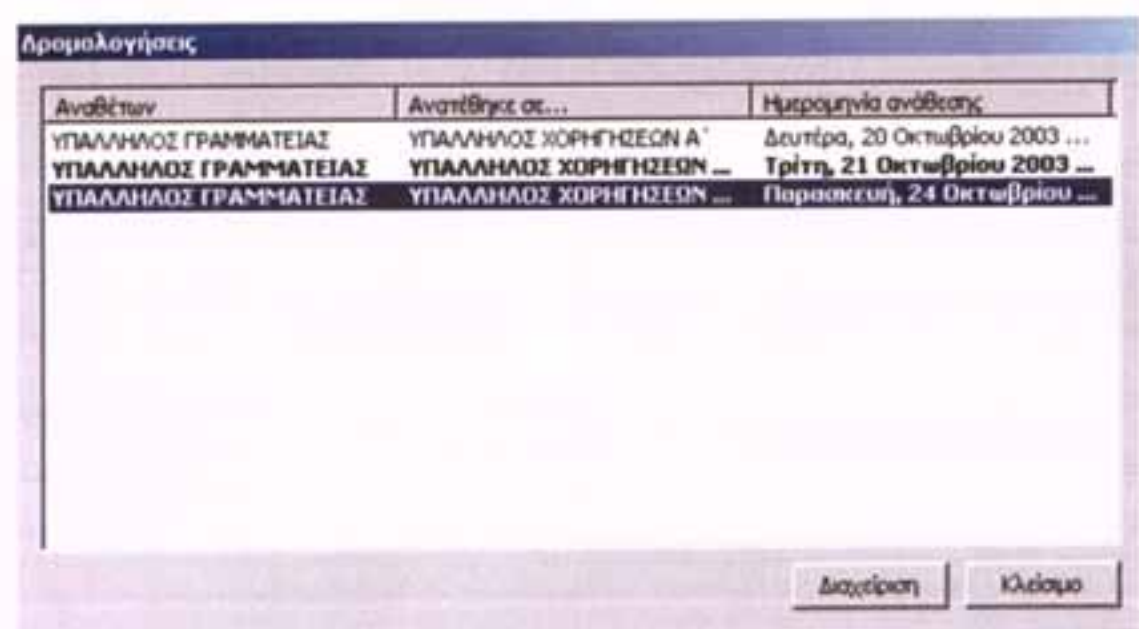 Δρομολογήσεις
Αναθέτων Ανατέθηκε σε... Ημερομηνία ανάθεσης
ΥΠΑΛΛΗΛΟΣ ΓΡΑΜΜΑΤΕΙΑΣ ΥΠΑΛΛΗΛΟΣ ΧΟΡΗΓΗΣΕΩΝ Α΄ Δευτέρα, 20 Οκτωβρίου 2003 ...
ΥΠΑΛΛΗΛΟΣ ΓΡΑΜΜΑΤΕΙΑΣ ΥΠΑΛΛΗΛΟΣ ΧΟΡΗΓΗΣΕΩΝ ... Τρίτη, 21 Οκτωβρίου 2003 ...
ΥΠΑΛΛΗΛΟΣ ΓΡΑΜΜΑΤΕΙΑΣ ΥΠΑΛΛΗΛΟΣ ΧΟΡΗΓΗΣΕΩΝ ... Παρασκευή, 24 Οκτωβρίου ...
Διαχείριση Κλείσιμο